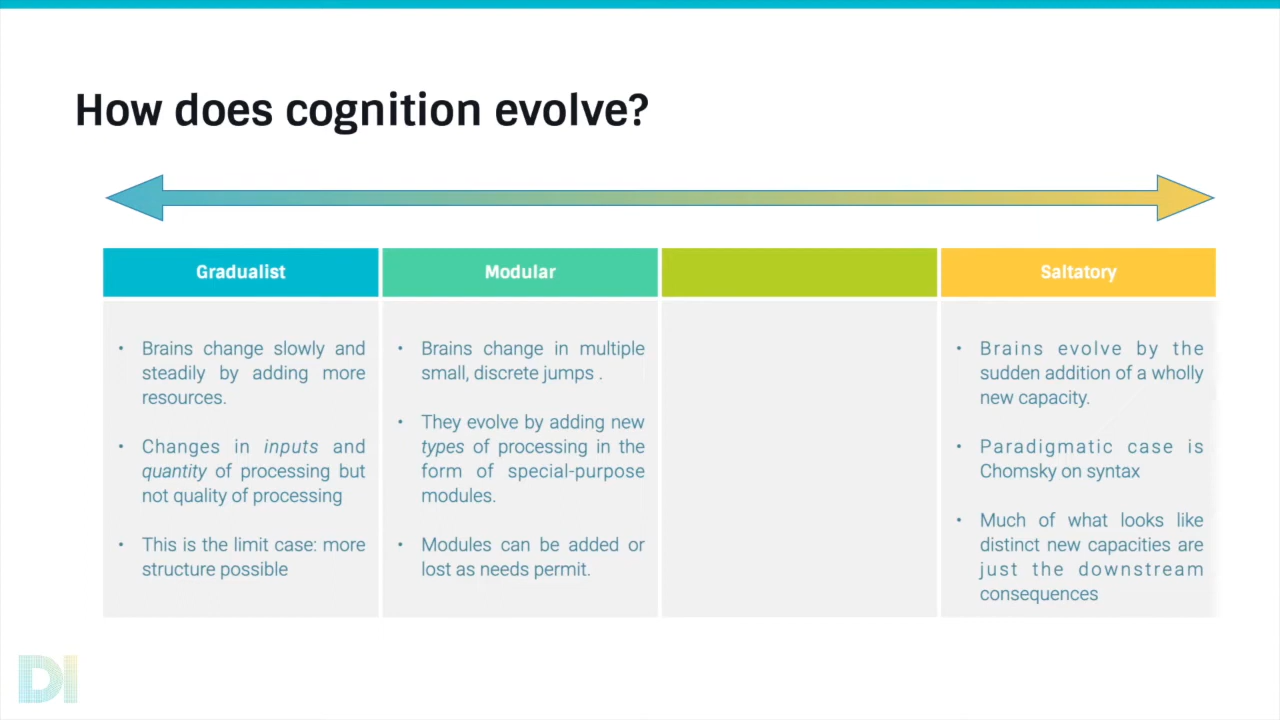 How does cognition evolve?
Gradualist
Modular
Saltatory
• Brains change slowly and
steadily by adding more
resources.
• Changes in inputs and
quantity of processing but
not quality of processing
• This is the limit case: more
structure possible
• Brains change in multiple
small, discrete jumps .
• They evolve by adding new
types of processing in the
form of special-purpose
modules.
• Modules can be added or
lost as needs permit.
• Brains evolve by the
sudden addition of a wholly
new capacity.
• Paradigmatic case is
Chomsky on syntax
• Much of what looks like
distinct new capacities are
just the downstream
consequences
DI